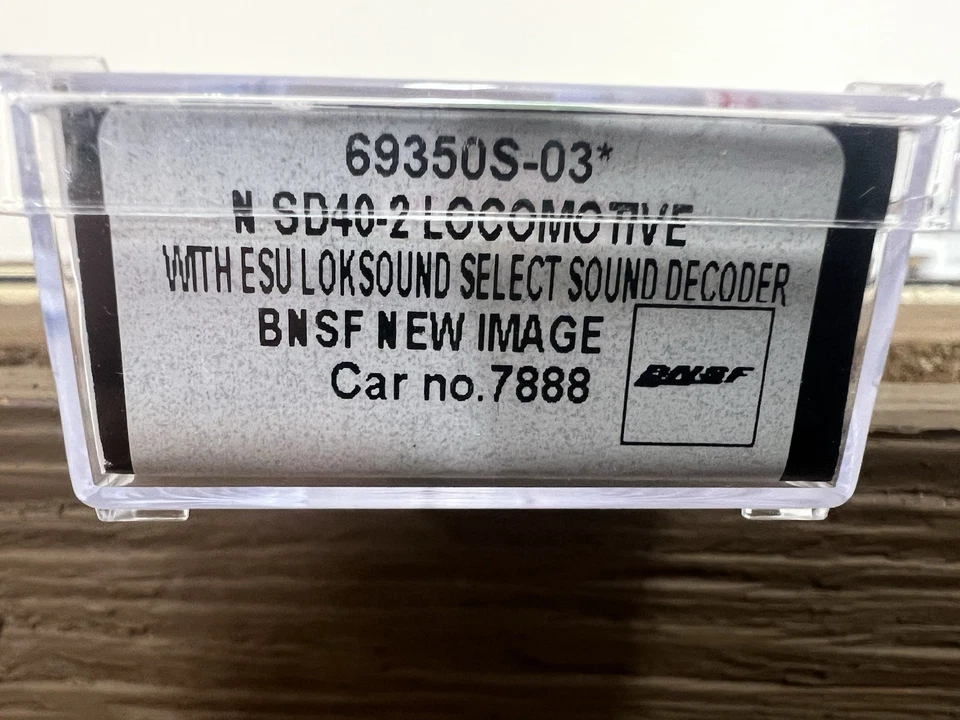 69350S-03*
N SD40-2 LOCOMOTIVE
WITH ESU LOKSOUND SELECT SOUND DECODER
BNSF NEW IMAGE
Car no.7888
BNSF